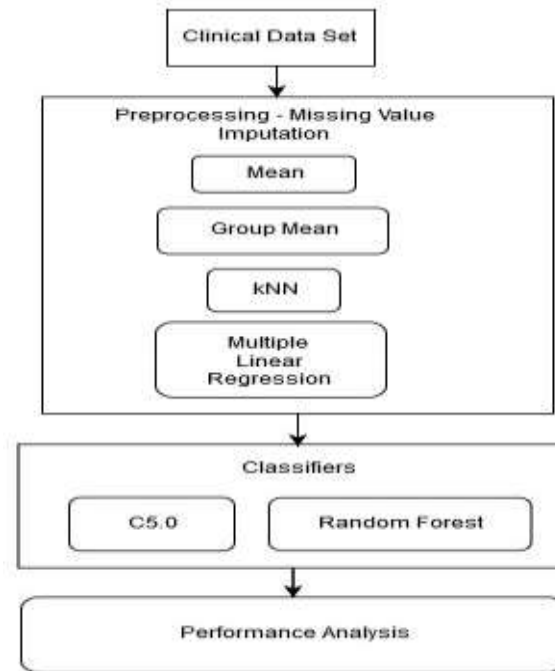 Clinical Data Set
Preprocessing - Missing Value
Imputation
Mean
Group Mean
kNN
Multiple
Linear
Regression
Classifiers
C5.0
Random Forest
Performance Analysis